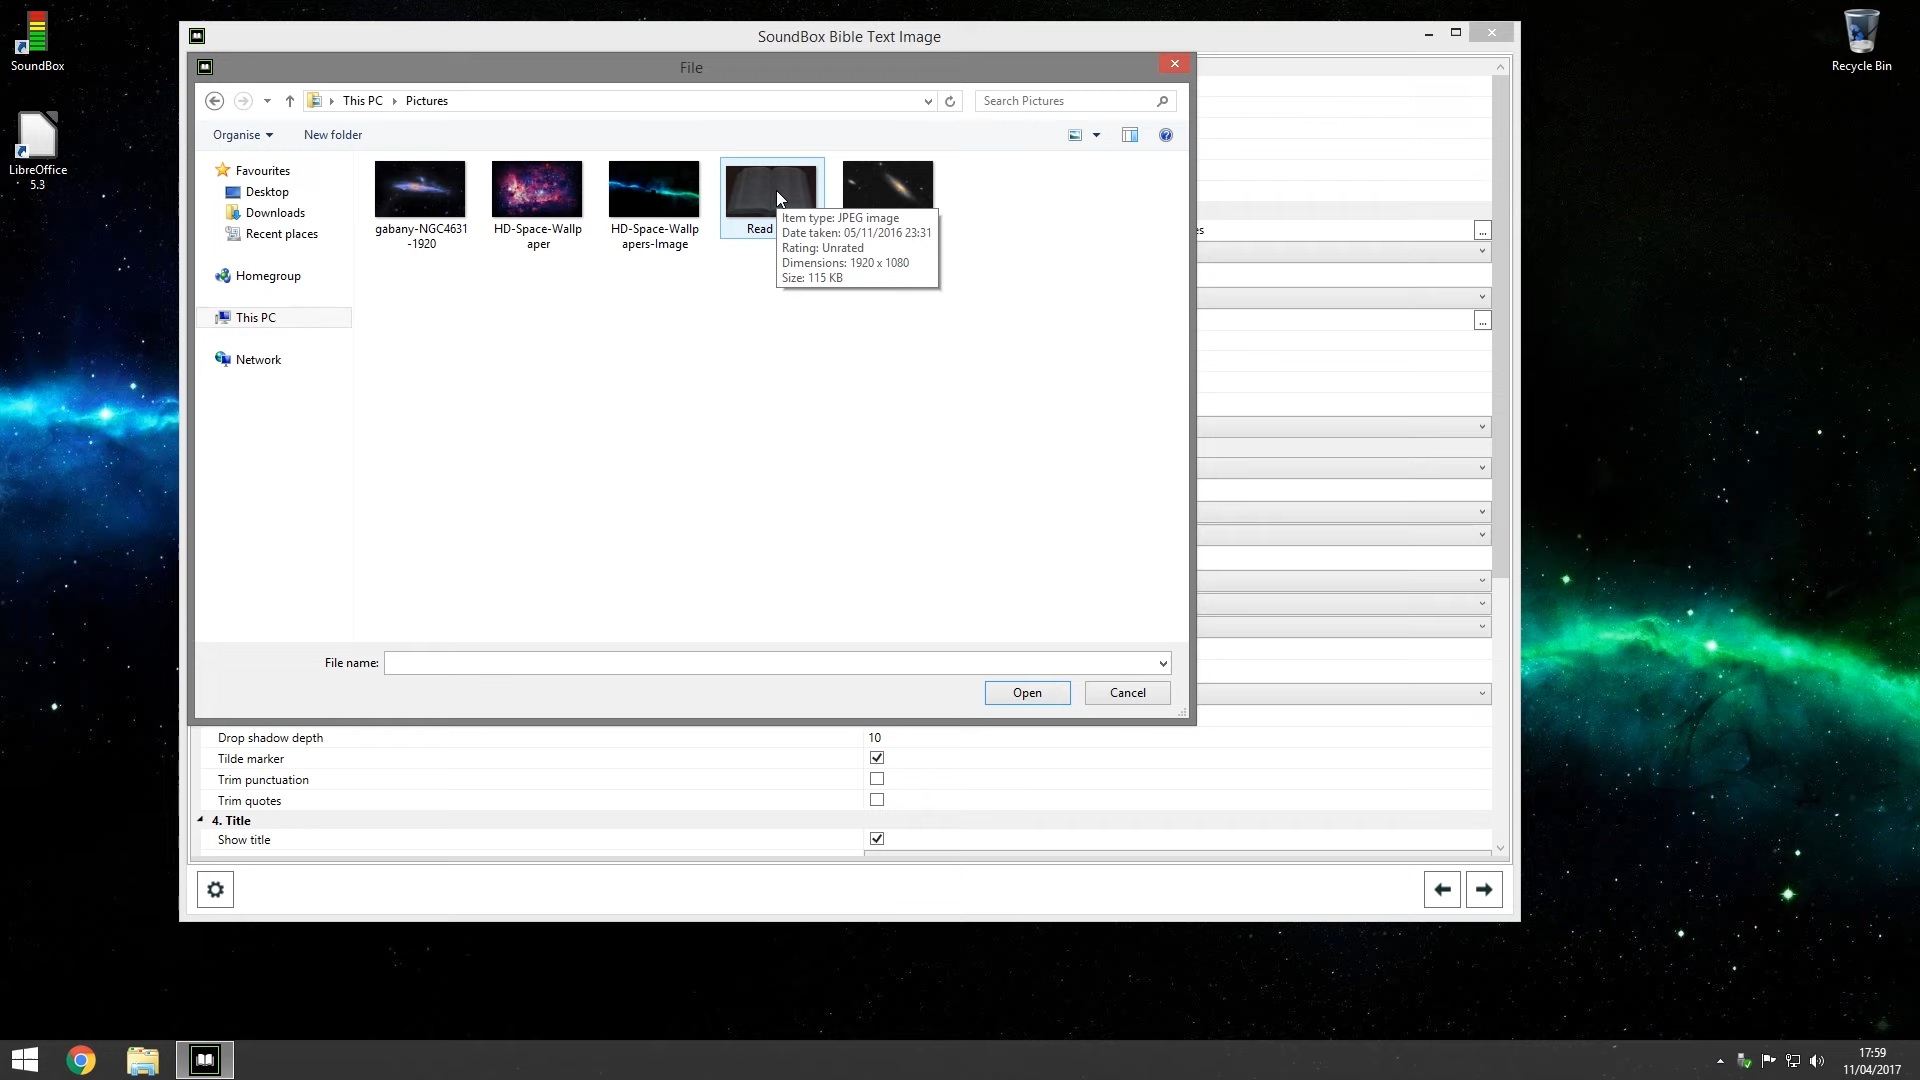 SoundBox
LibreOffice
5.3
Recycle Bin
SoundBox Bible Text Image
File
This PC
Pictures
Search Pictures
Organise
New folder
Favourites
Desktop
Downloads
Recent places
Homegroup
This PC
Network
gabany-NGC4631
-1920
HD-Space-Wallp
aper
HD-Space-Wallp
apers-Image
Read
Item type: JPEG image
Date taken: 05/11/2016 23:31
Rating: Unrated
Dimensions: 1920 x 1080
Size: 115 KB
...
...
File name:
Open
Cancel
Drop shadow depth
10
Tilde marker
Trim punctuation
Trim quotes
4. Title
Show title
17:59
11/04/2017